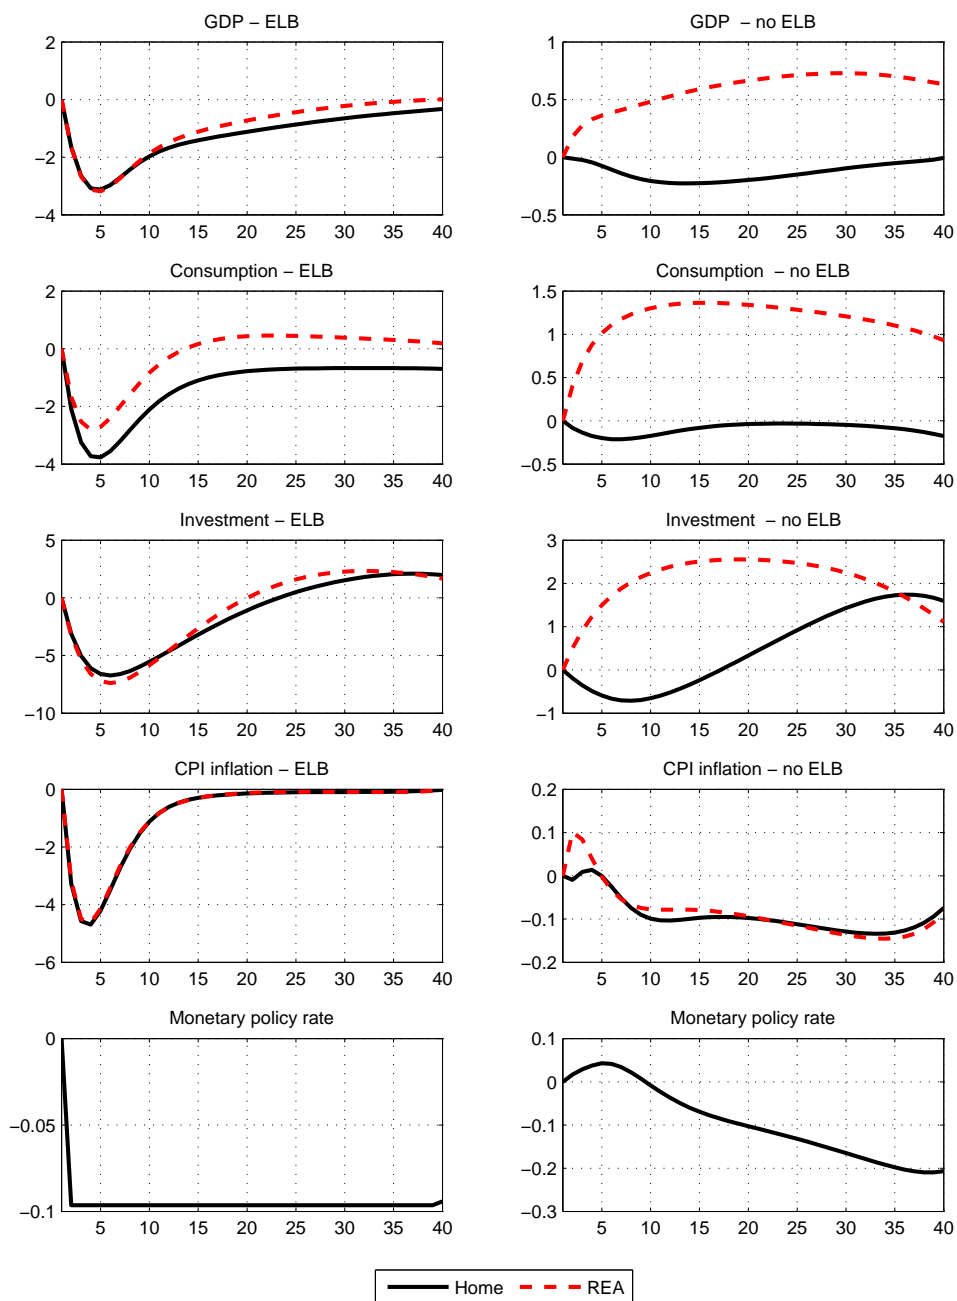 GDP − ELB
GDP − no ELB
2
0
−2
−4
5 10 15 20 25 30 35 40
1
0.5
0
−0.5
5 10 15 20 25 30 35 40
Consumption − ELB
Consumption − no ELB
2
0
−2
−4
5 10 15 20 25 30 35 40
1.5
1
0.5
0
−0.5
5 10 15 20 25 30 35 40
Investment − ELB
Investment − no ELB
5
0
−5
−10
5 10 15 20 25 30 35 40
3
2
1
0
−1
5 10 15 20 25 30 35 40
CPI inflation − ELB
CPI inflation − no ELB
0
−2
−4
−6
5 10 15 20 25 30 35 40
0.2
0.1
0
−0.1
−0.2
5 10 15 20 25 30 35 40
Monetary policy rate
Monetary policy rate
0
−0.05
−0.1
5 10 15 20 25 30 35 40
0.1
0
−0.1
−0.2
−0.3
5 10 15 20 25 30 35 40
Home REA